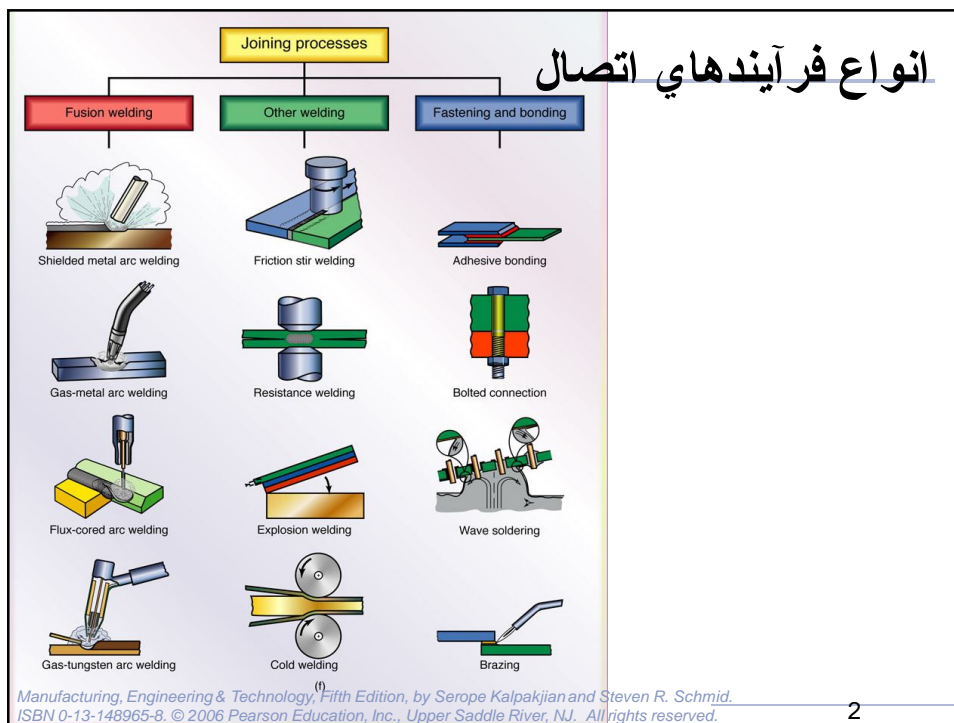 انواع فرآيندهاي اتصال
Joining processes
Fusion welding
Other welding
Fastening and bonding
Shielded metal arc welding
Friction stir welding
Adhesive bonding
Gas-metal arc welding
Resistance welding
Bolted connection
Flux-cored arc welding
Explosion welding
Wave soldering
Gas-tungsten arc welding
Cold welding
Brazing
(f)
Manufacturing, Engineering & Technology, Fifth Edition, by Serope Kalpakjian and Steven R. Schmid.
ISBN 0-13-148965-8. © 2006 Pearson Education, Inc., Upper Saddle River, NJ. All rights reserved.
2